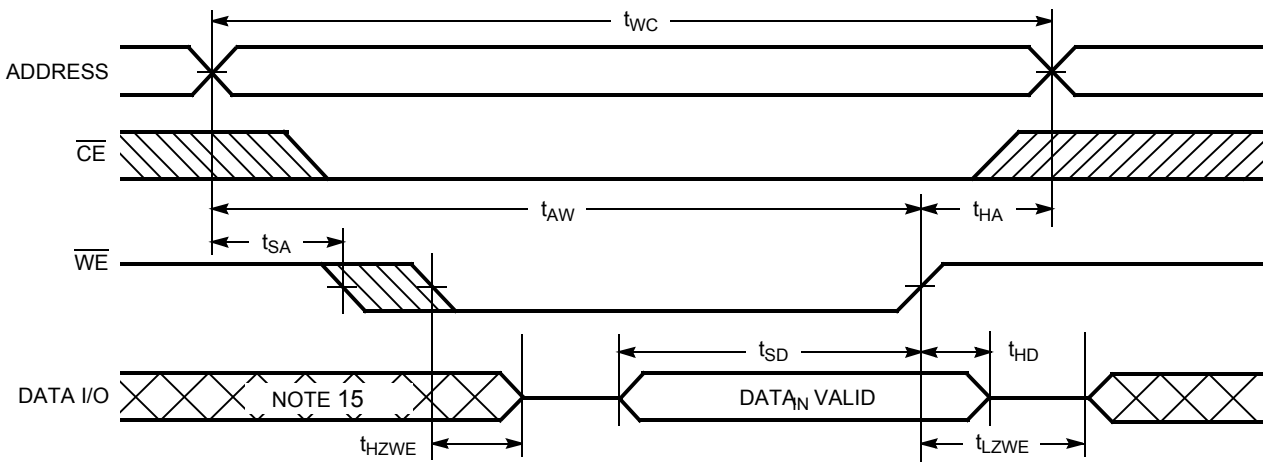 tWC
ADDRESS
CE
tAW
tHA
tSA
WE
tSD
tHD
DATA I/O
NOTE 15
DATAIN VALID
tHZWE
tLZWE